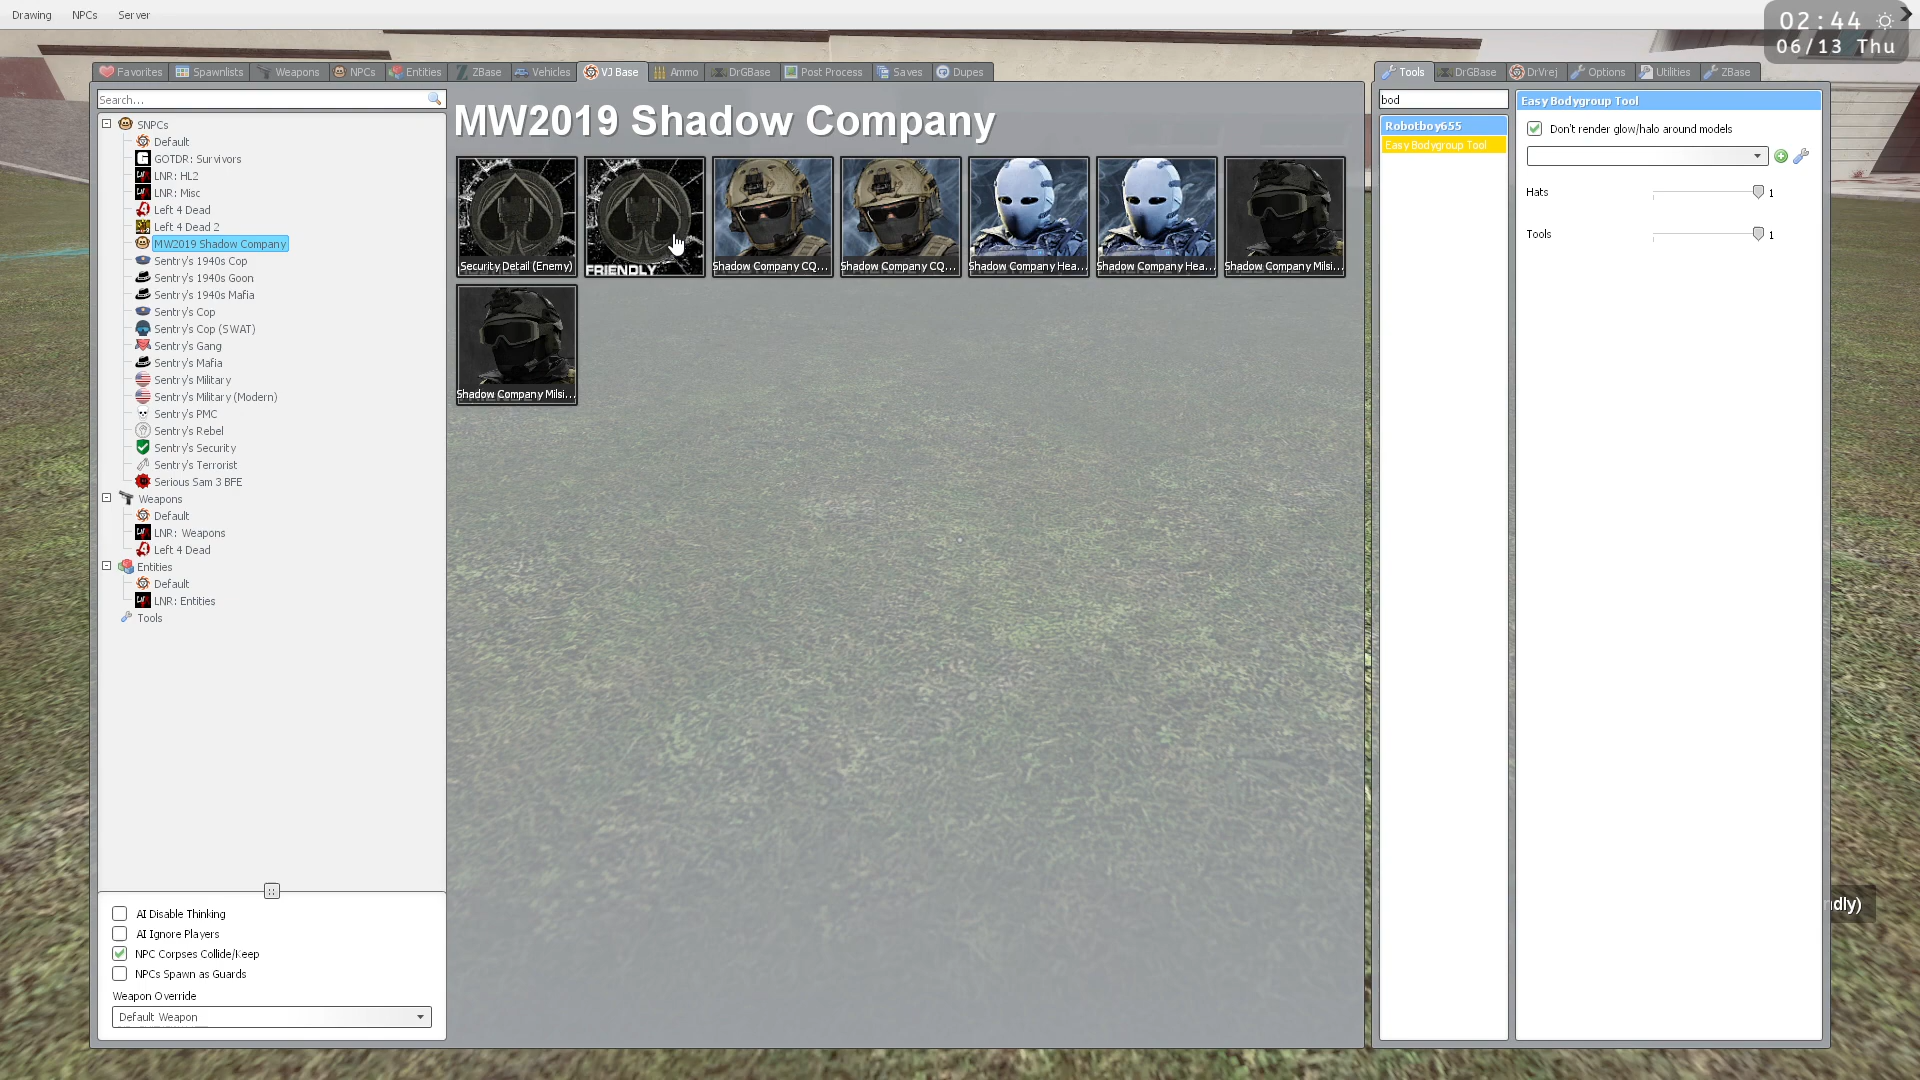 Drawing NPCs Server
02:44
06/13 Thu
Favorites Spawnlists Weapons NPCs Entities ZBase Vehicles VJ Base Ammo DrGBase Post Process Saves Dupes
Tools DrGBase DrVrej Options Utilities ZBase
Search...
SNPCs
Default
GOTDR: Survivors
LNR: HL2
LNR: Misc
Left 4 Dead
Left 4 Dead 2
MW2019 Shadow Company
Sentry's 1940s Cop
Sentry's 1940s Goon
Sentry's 1940s Mafia
Sentry's Cop
Sentry's Cop (SWAT)
Sentry's Gang
Sentry's Mafia
Sentry's Military
Sentry's Military (Modern)
Sentry's PMC
Sentry's Rebel
Sentry's Security
Sentry's Terrorist
Serious Sam 3 BFE
Weapons
Default
LNR: Weapons
Left 4 Dead
Entities
Default
LNR: Entities
Tools
AI Disable Thinking
AI Ignore Players
NPC Corpses Collide/Keep
NPCs Spawn as Guards
Weapon Override
Default Weapon
MW2019 Shadow Company
Security Detail (Enemy)
FRIENDLY
Shadow Company CQ...
Shadow Company CQ...
Shadow Company Hea...
Shadow Company Hea...
Shadow Company Milsi...
Shadow Company Milsi...
bod
Robotboy655
Easy Bodygroup Tool
Easy Bodygroup Tool
Don't render glow/halo around models
Hats 1
Tools 1
ndly)